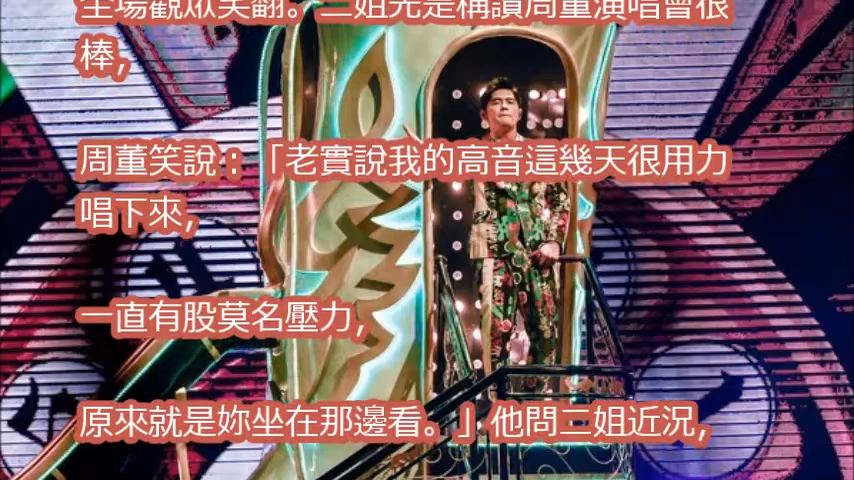 全場觀眾笑翻。二姐先是稱讚周董演唱會很
棒，
周董笑說：「老實說我的高音這幾天很用力
唱下來，
一直有股莫名壓力，
原來就是妳坐在那邊看。」他問二姐近況，